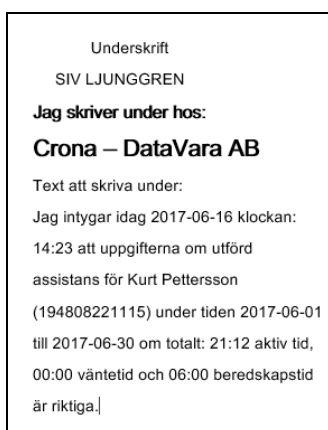 Underskrift
SIV LJUNGGREN
Jag skriver under hos:
Crona – DataVara AB
Text att skriva under:
Jag intygar idag 2017-06-16 klockan:
14:23 att uppgifterna om utförd
assistans för Kurt Pettersson
(194808221115) under tiden 2017-06-01
till 2017-06-30 om totalt: 21:12 aktiv tid,
00:00 väntetid och 06:00 beredskapstid
är riktiga.